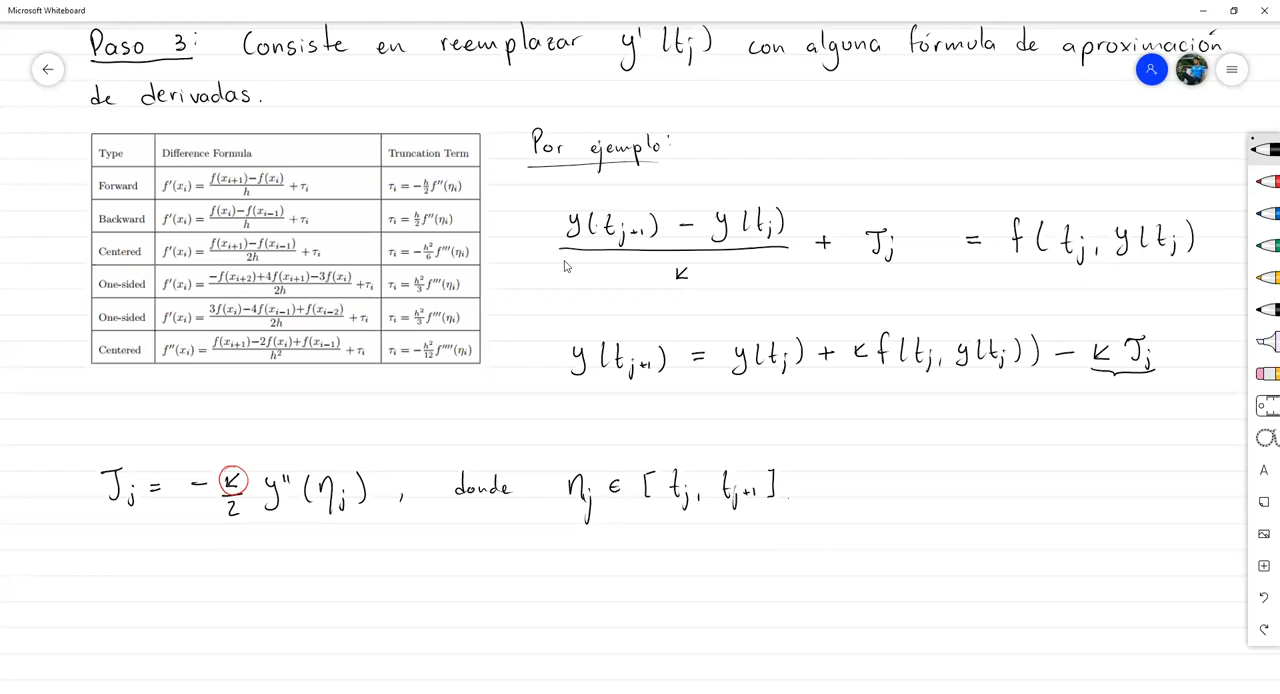 Microsoft Whiteboard
Paso 3: Consiste en reemplazar y'(tj) con alguna fórmula de aproximación
de derivadas.
Type Difference Formula Truncation Term
Forward f′(xᵢ) = (f(xᵢ₊₁)−f(xᵢ))/h + τᵢ τᵢ = −h/2 f″(ηᵢ)
Backward f′(xᵢ) = (f(xᵢ)−f(xᵢ₋₁))/h + τᵢ τᵢ = h/2 f″(ηᵢ)
Centered f′(xᵢ) = (f(xᵢ₊₁)−f(xᵢ₋₁))/2h + τᵢ τᵢ = −h²/6 f‴(ηᵢ)
One-sided f′(xᵢ) = (−f(xᵢ₊₂)+4f(xᵢ₊₁)−3f(xᵢ))/2h + τᵢ τᵢ = h²/3 f‴(ηᵢ)
One-sided f′(xᵢ) = (3f(xᵢ)−4f(xᵢ₋₁)+f(xᵢ₋₂))/2h + τᵢ τᵢ = h²/3 f‴(ηᵢ)
Centered f″(xᵢ) = (f(xᵢ₊₁)−2f(xᵢ)+f(xᵢ₋₁))/h² + τᵢ τᵢ = −h²/12 f⁗(ηᵢ)
Por ejemplo:
(y(tj+1) − y(tj))/κ + Jj = f(tj, y(tj)
y(tj+1) = y(tj) + κf(tj, y(tj)) − κJj
Jj = − κ/2 y″(ηj), donde ηj ∈ [tj, tj+1].
A